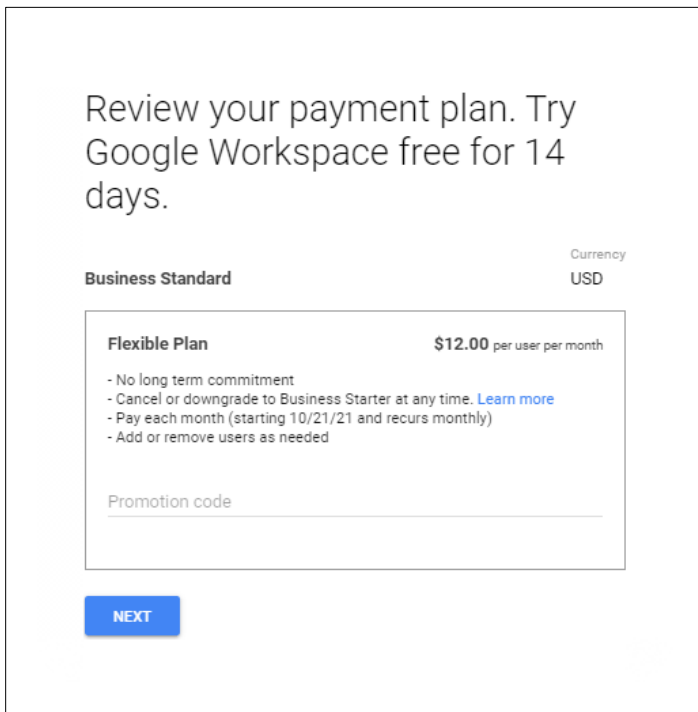 Review your payment plan. Try
Google Workspace free for 14
days.
Currency
Business Standard USD
Flexible Plan $12.00 per user per month
- No long term commitment
- Cancel or downgrade to Business Starter at any time. Learn more
- Pay each month (starting 10/21/21 and recurs monthly)
- Add or remove users as needed
Promotion code
NEXT